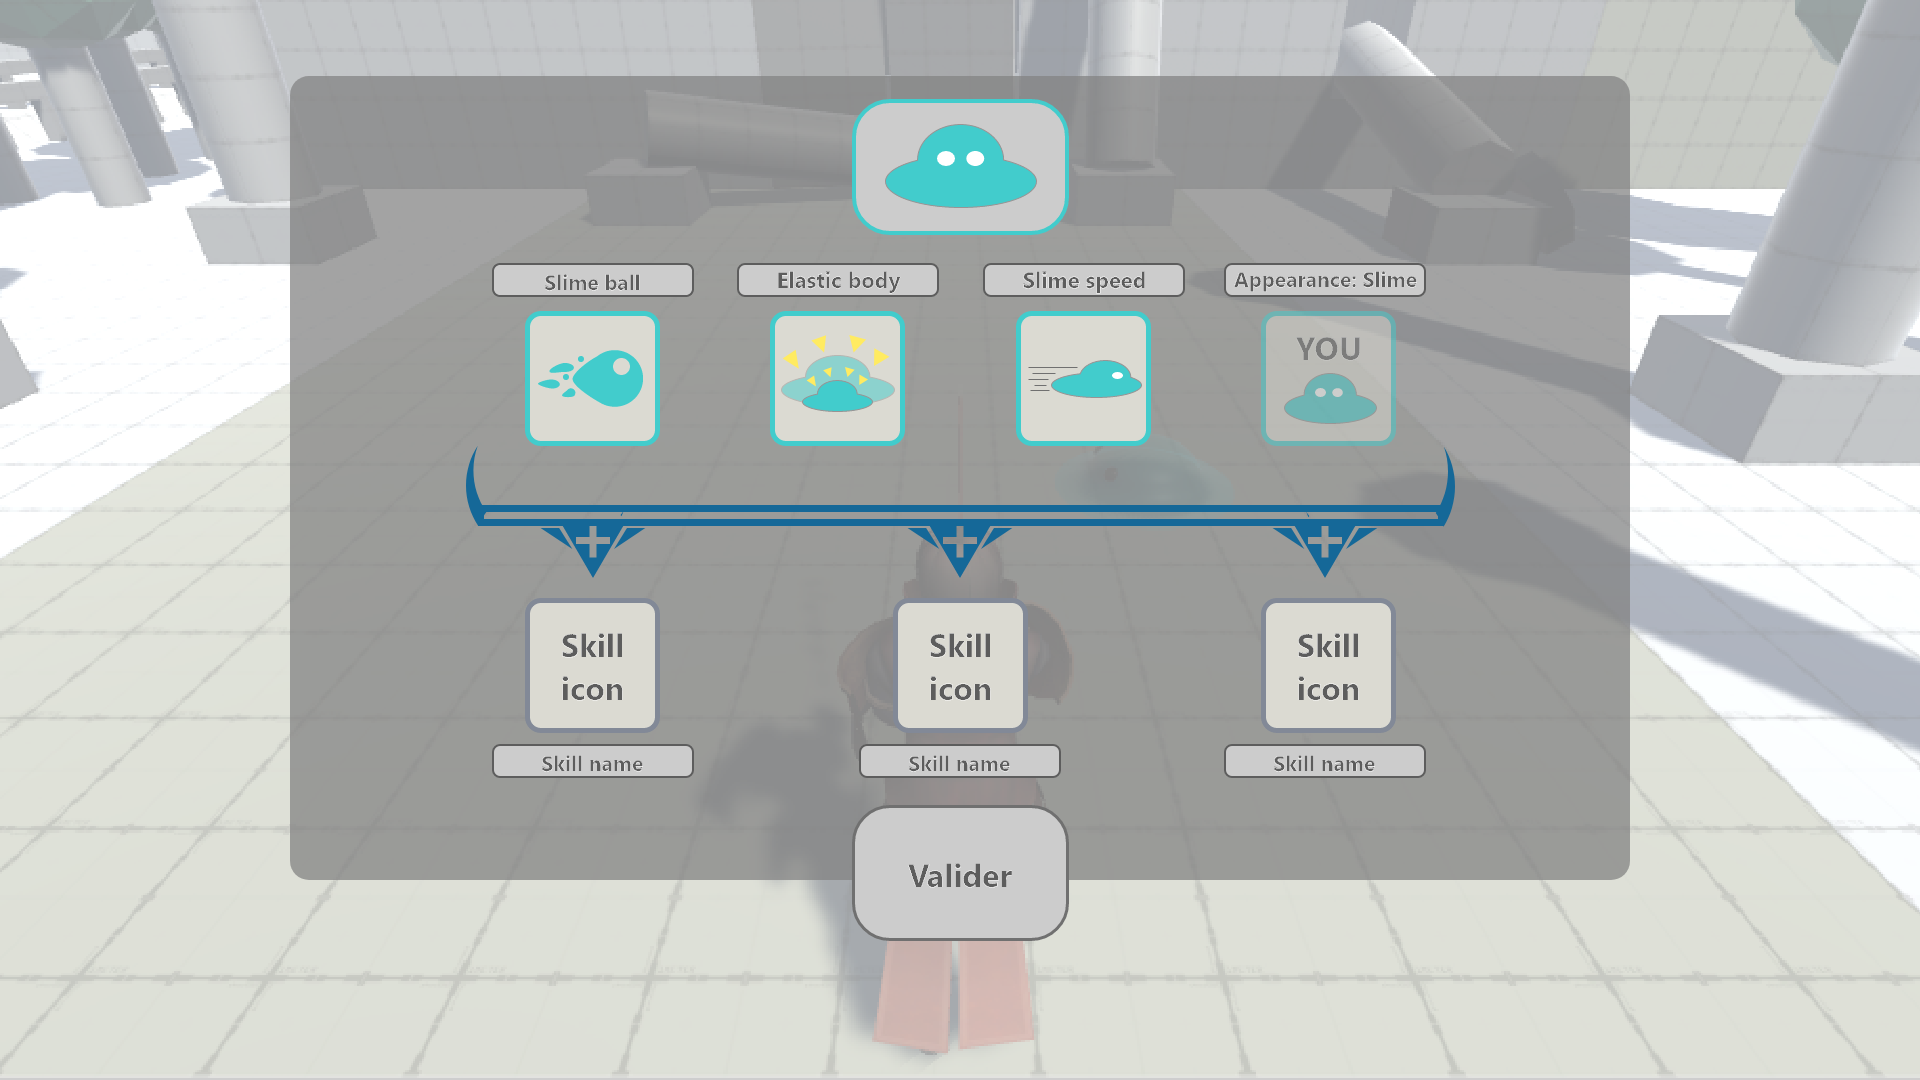 Slime ball
Elastic body
Slime speed
Appearance: Slime
YOU
Skill
icon
Skill
icon
Skill
icon
Skill name
Skill name
Skill name
Valider